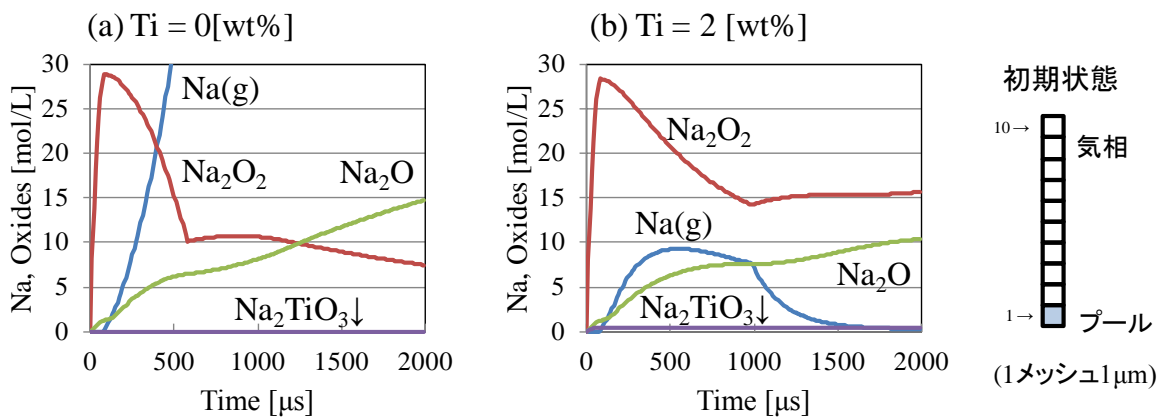 (a) Ti = 0[wt%]
Na, Oxides [mol/L]
30
25
20
15
10
5
0
Na(g)
Na₂O₂
Na₂O
Na₂TiO₃↓
0 500 1000 1500 2000
Time [μs]
(b) Ti = 2 [wt%]
Na, Oxides [mol/L]
30
25
20
15
10
5
0
Na₂O₂
Na(g)
Na₂O
Na₂TiO₃↓
0 500 1000 1500 2000
Time [μs]
初期状態
10→
気相
1→
プール
(1メッシュ1μm)